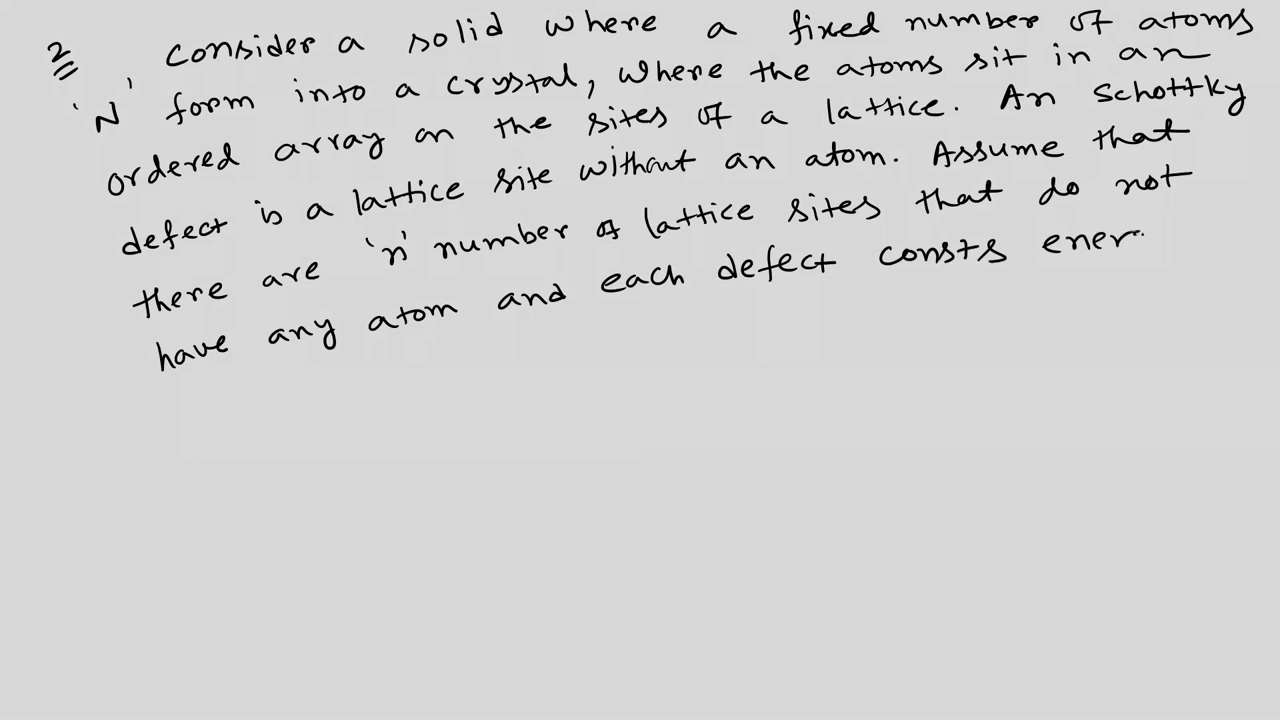 2 Consider a solid where a fixed number of atoms
'N' form into a crystal, where the atoms sit in an
ordered array on the sites of a lattice. An Schottky
defect is a lattice site without an atom. Assume that
there are 'n' number of lattice sites that do not
have any atom and each defect consts ener